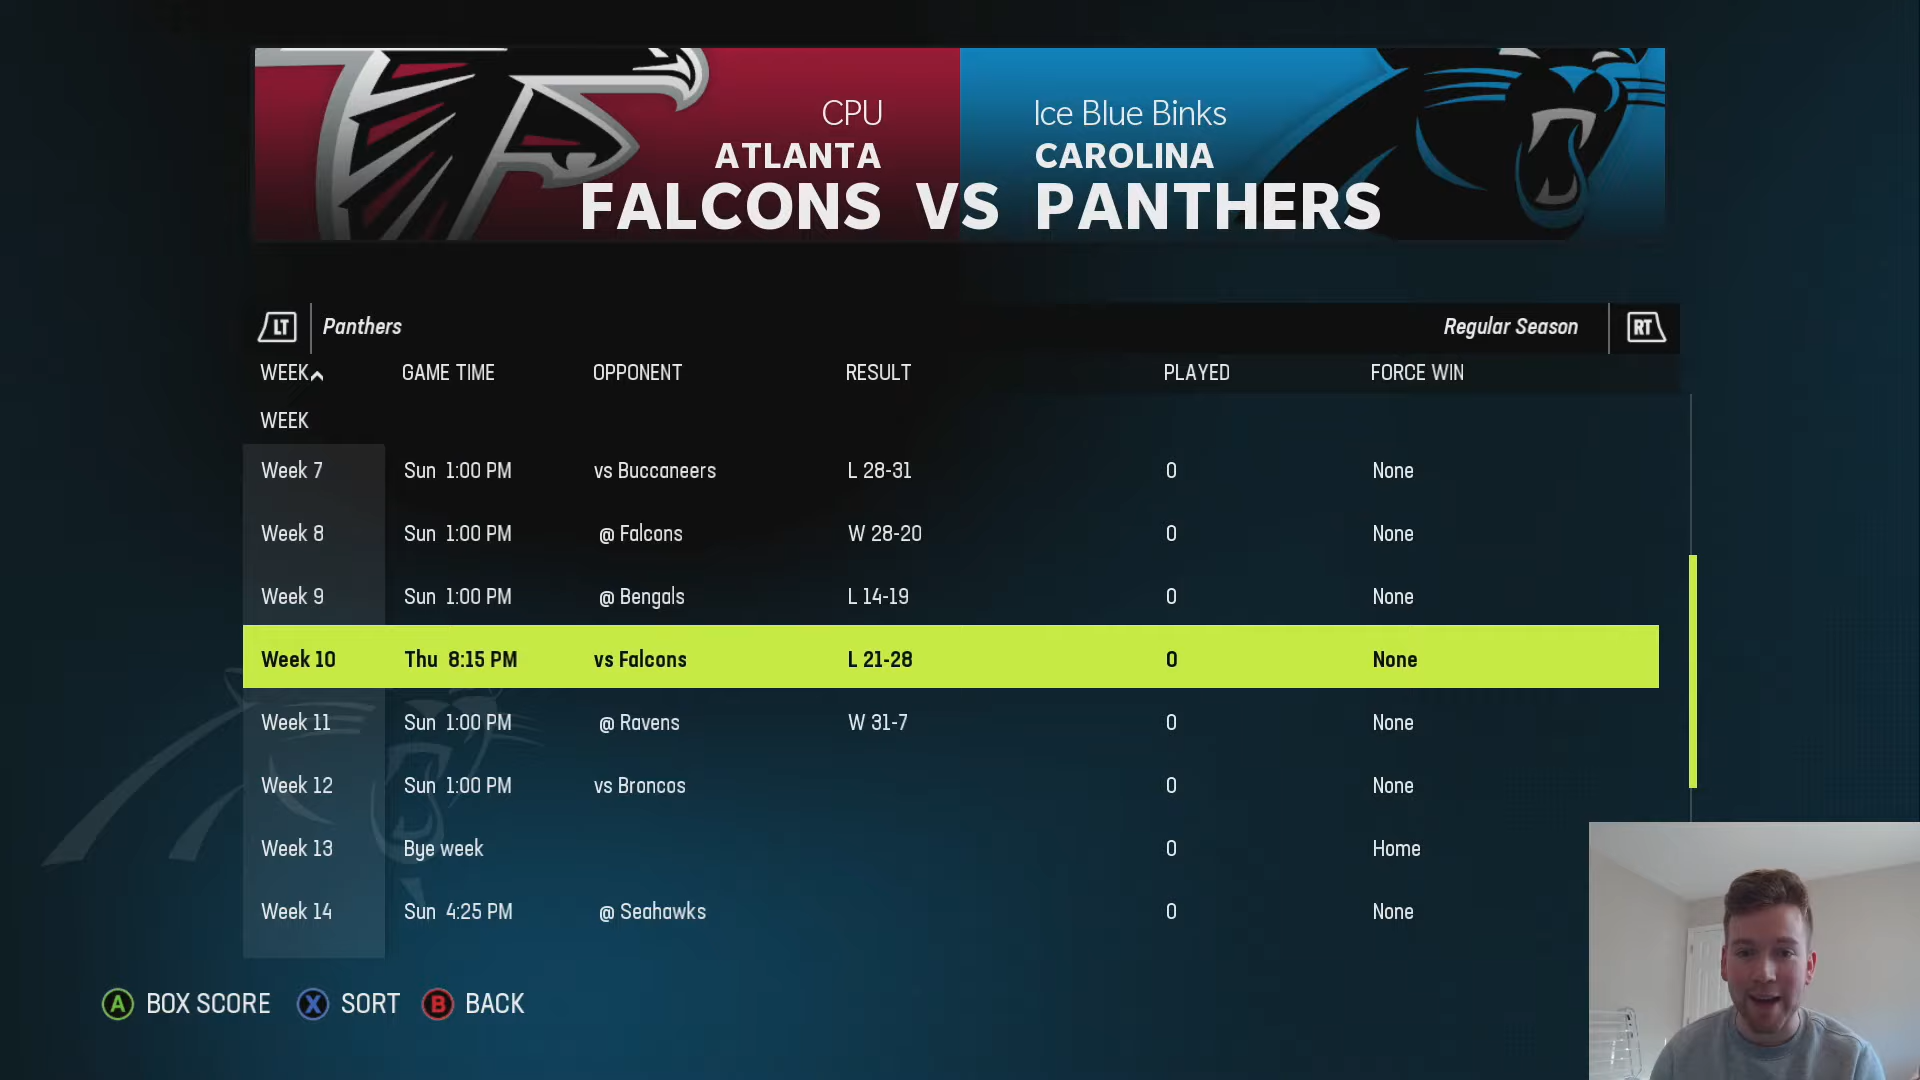 CPU
ATLANTA
FALCONS VS PANTHERS
Ice Blue Binks
CAROLINA
LT Panthers Regular Season RT
WEEK GAME TIME OPPONENT RESULT PLAYED FORCE WIN
WEEK
Week 7 Sun 1:00 PM vs Buccaneers L 28-31 0 None
Week 8 Sun 1:00 PM @ Falcons W 28-20 0 None
Week 9 Sun 1:00 PM @ Bengals L 14-19 0 None
Week 10 Thu 8:15 PM vs Falcons L 21-28 0 None
Week 11 Sun 1:00 PM @ Ravens W 31-7 0 None
Week 12 Sun 1:00 PM vs Broncos 0 None
Week 13 Bye week 0 Home
Week 14 Sun 4:25 PM @ Seahawks 0 None
A BOX SCORE X SORT B BACK